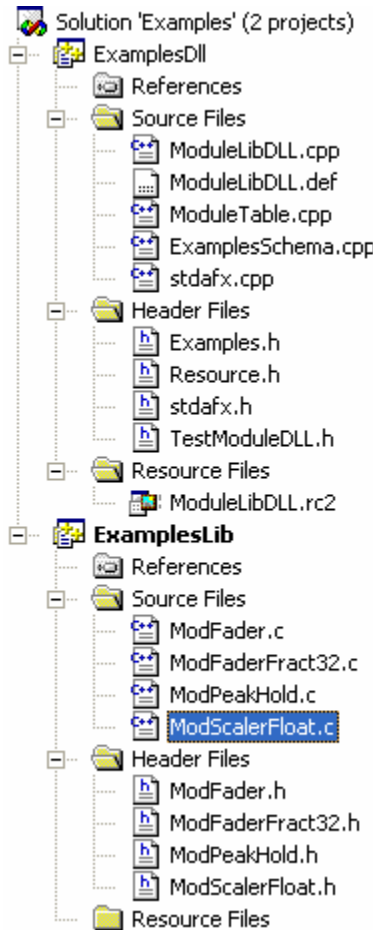 Solution 'Examples' (2 projects)
ExamplesDll
References
Source Files
ModuleLibDLL.cpp
ModuleLibDLL.def
ModuleTable.cpp
ExamplesSchema.cpp
stdafx.cpp
Header Files
Examples.h
Resource.h
stdafx.h
TestModuleDLL.h
Resource Files
ModuleLibDLL.rc2
ExamplesLib
References
Source Files
ModFader.c
ModFaderFract32.c
ModPeakHold.c
ModScalerFloat.c
Header Files
ModFader.h
ModFaderFract32.h
ModPeakHold.h
ModScalerFloat.h
Resource Files